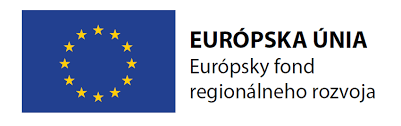 EURÓPSKA ÚNIA
Európsky fond
regionálneho rozvoja